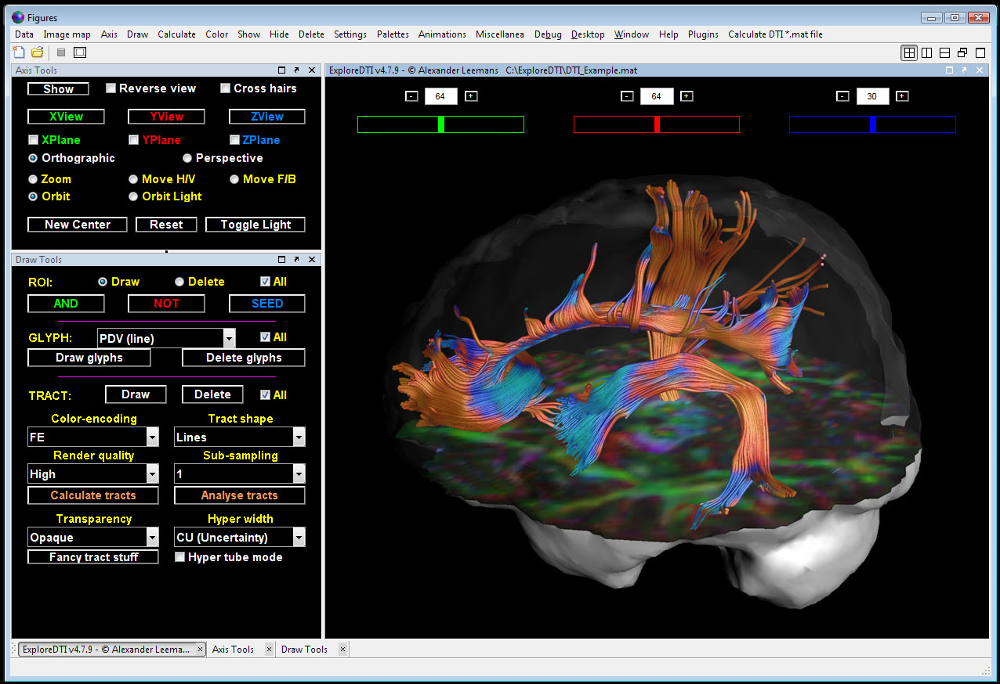 Figures
Data Image map Axis Draw Calculate Color Show Hide Delete Settings Palettes Animations Miscellanea Debug Desktop Window Help Plugins Calculate DTI *.mat file
Axis Tools
Show Reverse view Cross hairs
XView YView ZView
XPlane YPlane ZPlane
Orthographic Perspective
Zoom Move H/V Move F/B
Orbit Orbit Light
New Center Reset Toggle Light
Draw Tools
ROI: Draw Delete All
AND NOT SEED
GLYPH: PDV (line) All
Draw glyphs Delete glyphs
TRACT: Draw Delete All
Color-encoding Tract shape
FE Lines
Render quality Sub-sampling
High 1
Calculate tracts Analyse tracts
Transparency Hyper width
Opaque CU (Uncertainty)
Fancy tract stuff Hyper tube mode
ExploreDTI v4.7.9 - © Alexander Leemans C:\ExploreDTI\DTI_Example.mat
- 64 + - 64 + - 30 +
ExploreDTI v4.7.9 - © Alexander Leema... Axis Tools Draw Tools